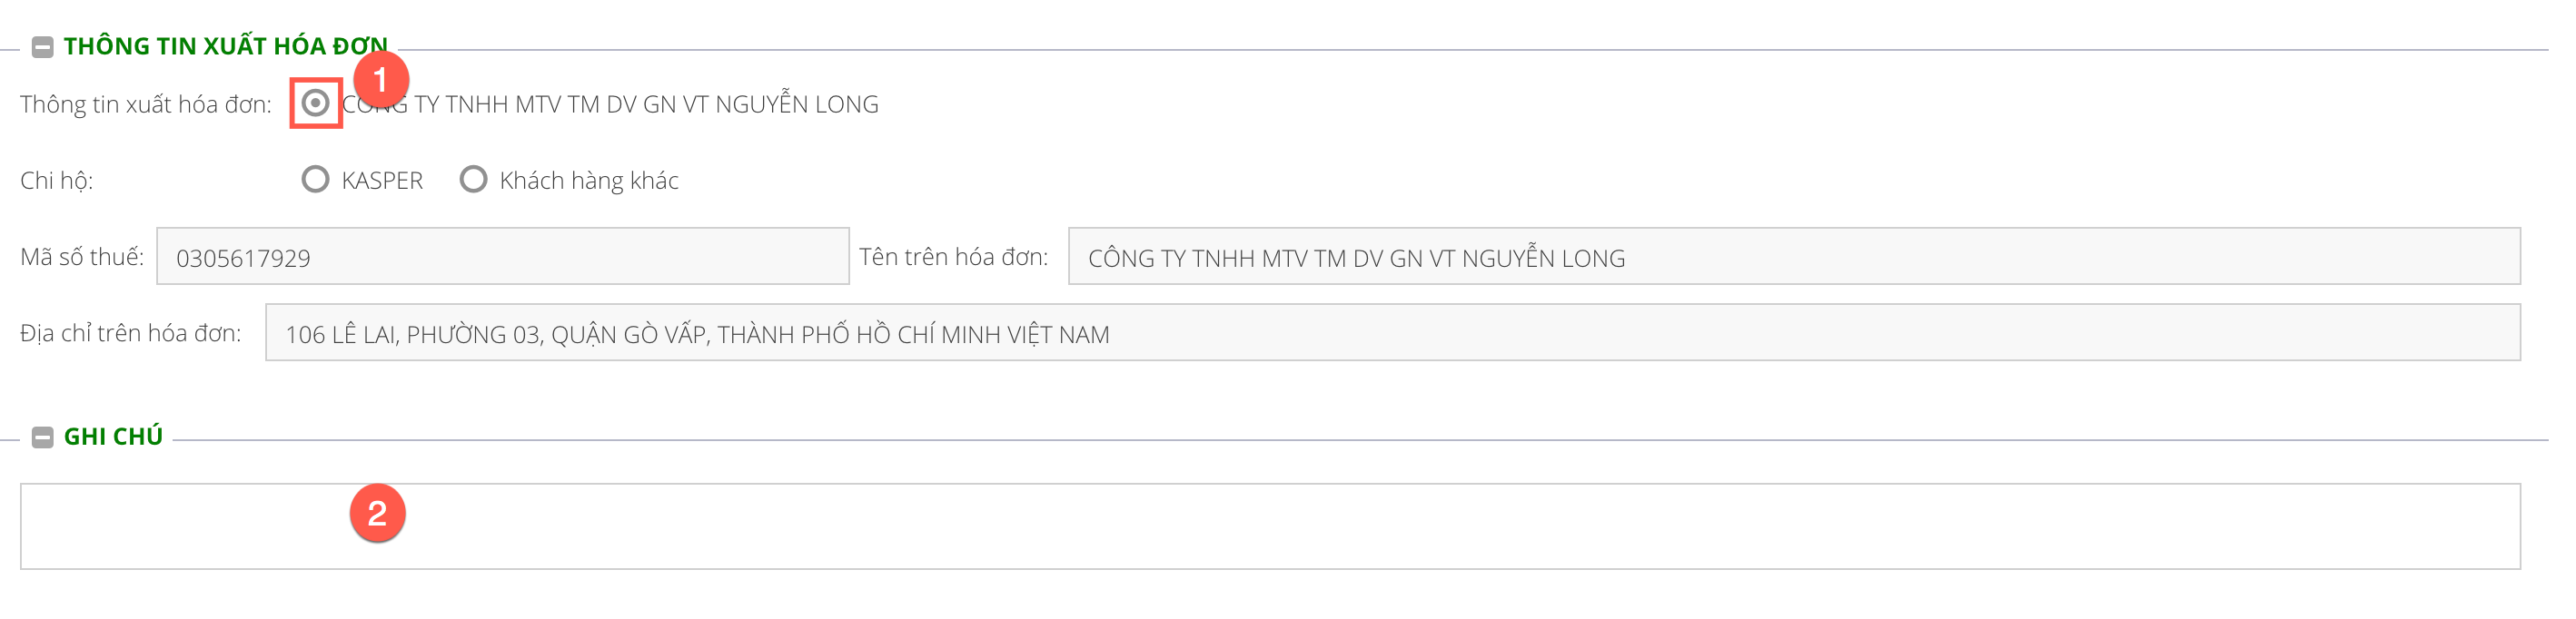 THÔNG TIN XUẤT HÓA ĐƠN
1
Thông tin xuất hóa đơn: CÔNG TY TNHH MTV TM DV GN VT NGUYỄN LONG
Chi hộ: KASPER Khách hàng khác
Mã số thuế: 0305617929 Tên trên hóa đơn: CÔNG TY TNHH MTV TM DV GN VT NGUYỄN LONG
Địa chỉ trên hóa đơn: 106 LÊ LAI, PHƯỜNG 03, QUẬN GÒ VẤP, THÀNH PHỐ HỒ CHÍ MINH VIỆT NAM
GHI CHÚ
2